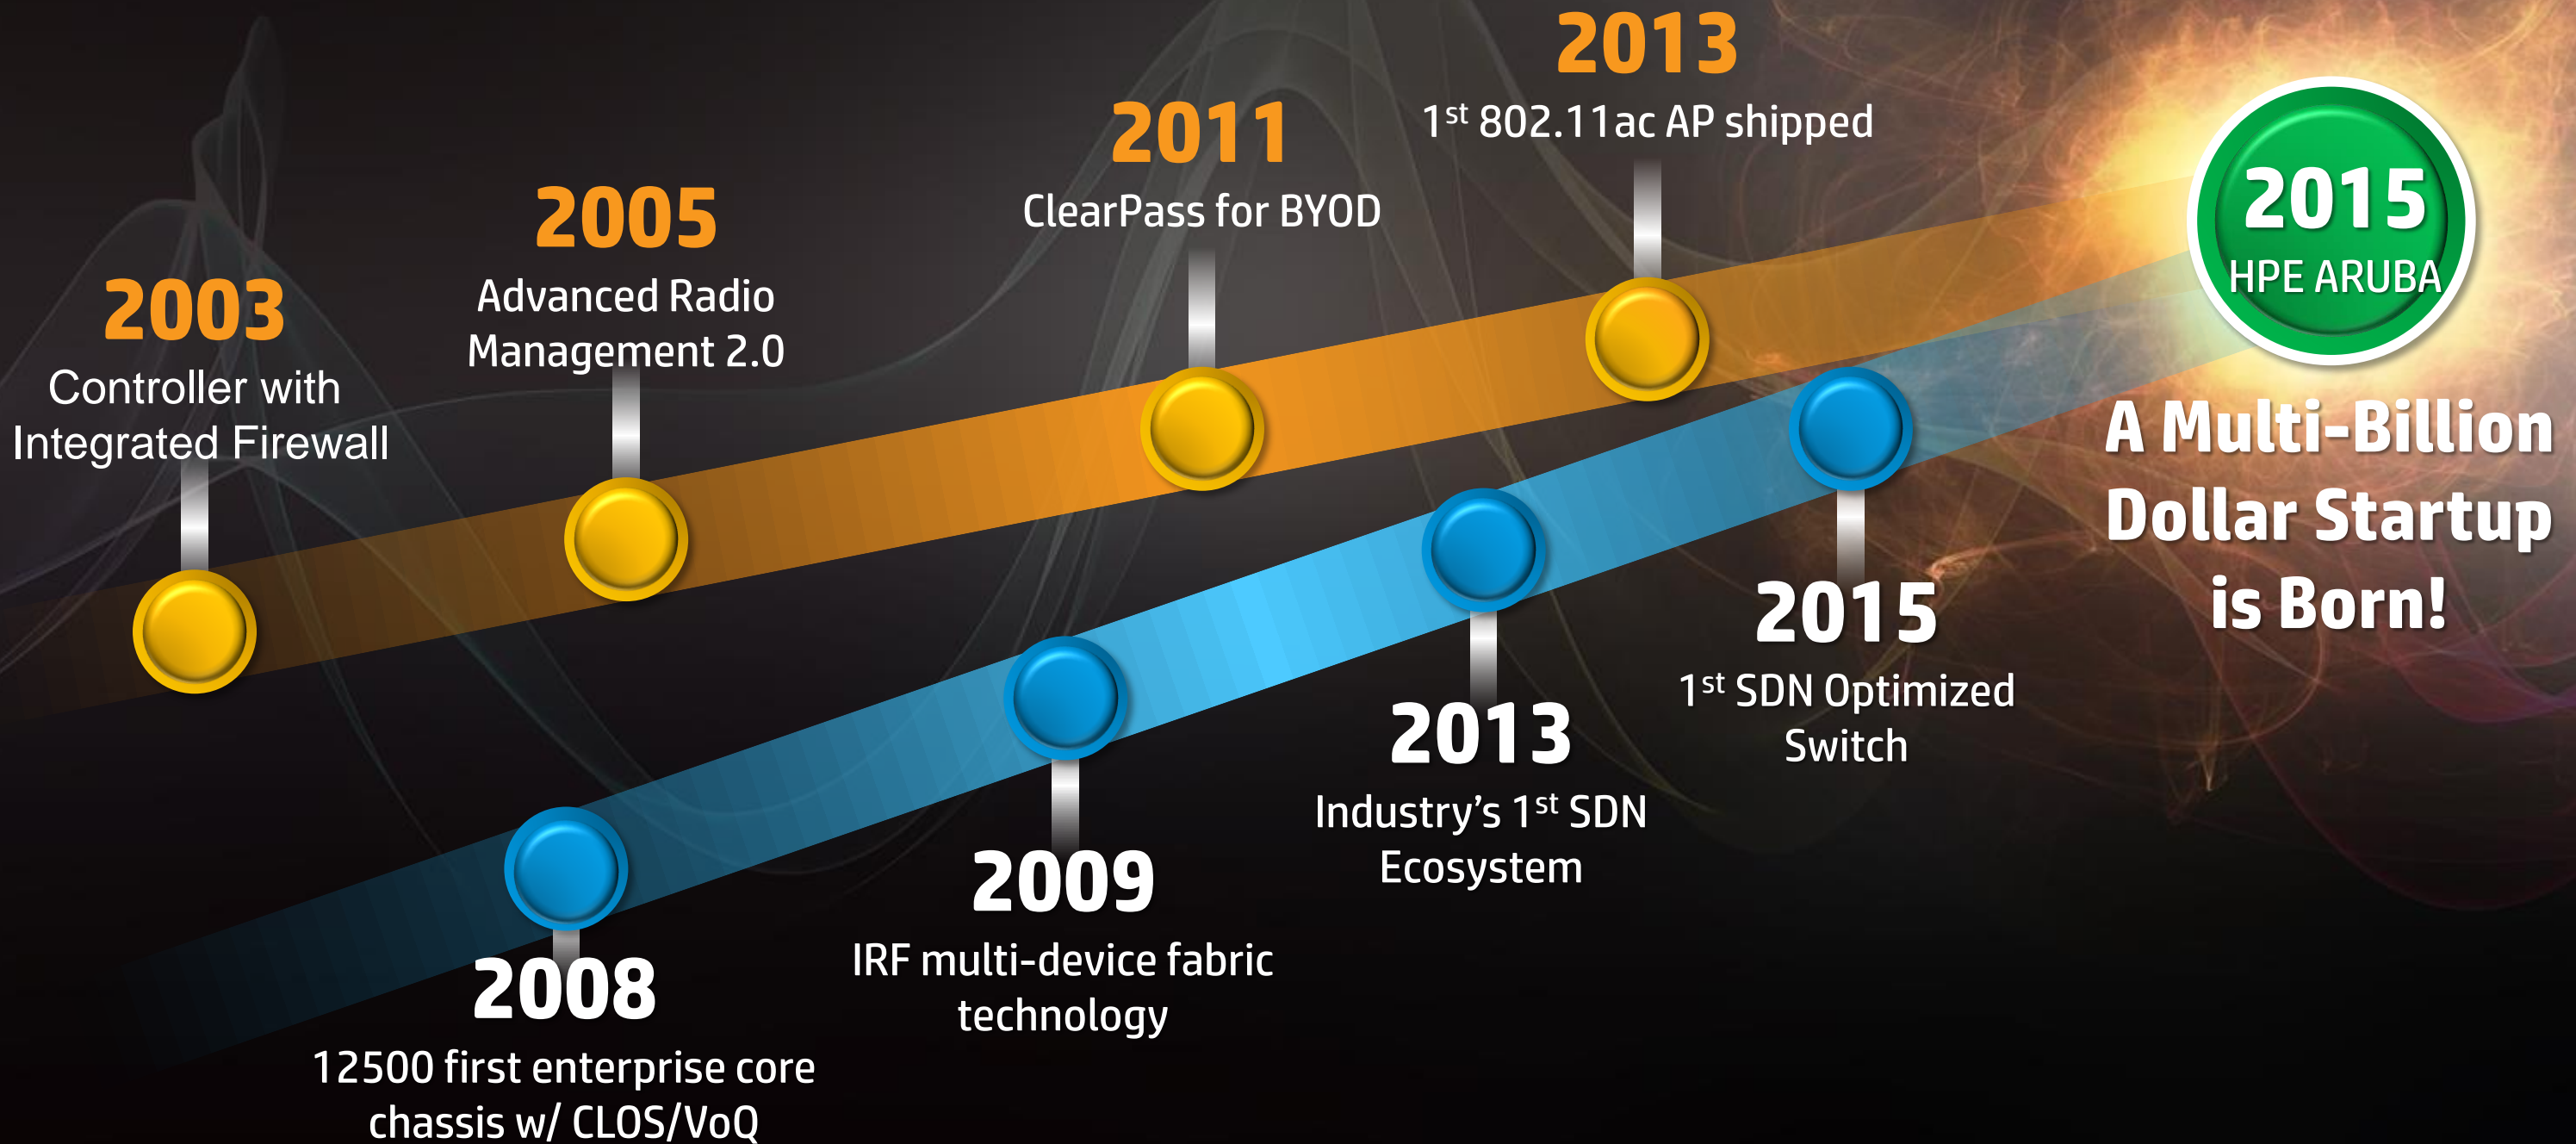 2003
Controller with
Integrated Firewall
2005
Advanced Radio
Management 2.0
2011
ClearPass for BYOD
2013
1st 802.11ac AP shipped
2015
HPE ARUBA
A Multi-Billion
Dollar Startup
is Born!
2008
12500 first enterprise core
chassis w/ CLOS/VoQ
2009
IRF multi-device fabric
technology
2013
Industry’s 1st SDN
Ecosystem
2015
1st SDN Optimized
Switch